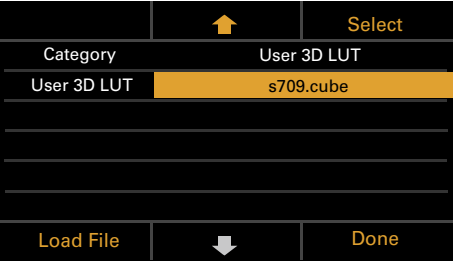 Select
Category User 3D LUT
User 3D LUT s709.cube
Load File Done